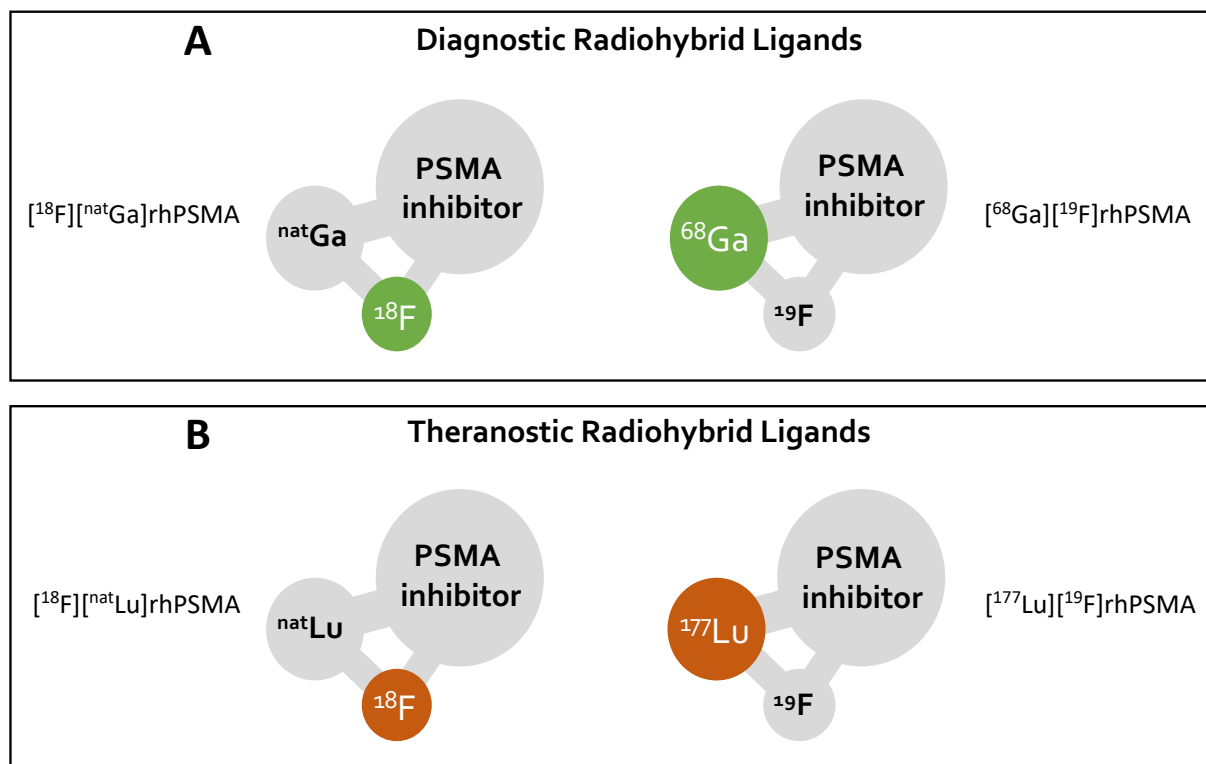 A Diagnostic Radiohybrid Ligands
[¹⁸F][ⁿᵃᵗGa]rhPSMA
ⁿᵃᵗGa
PSMA
inhibitor
¹⁸F
⁶⁸Ga
PSMA
inhibitor
¹⁹F
[⁶⁸Ga][¹⁹F]rhPSMA
B Theranostic Radiohybrid Ligands
[¹⁸F][ⁿᵃᵗLu]rhPSMA
ⁿᵃᵗLu
PSMA
inhibitor
¹⁸F
¹⁷⁷Lu
PSMA
inhibitor
¹⁹F
[¹⁷⁷Lu][¹⁹F]rhPSMA